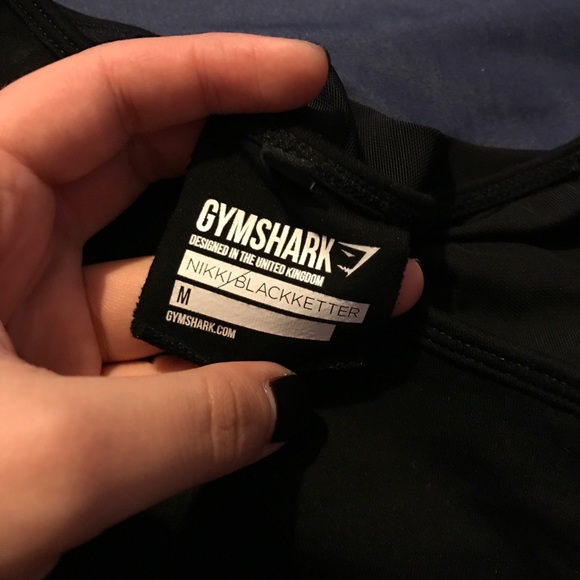 GYMSHARK
DESIGNED IN THE UNITED KINGDOM
NIKKI/BLACKKETTER
M
GYMSHARK.COM